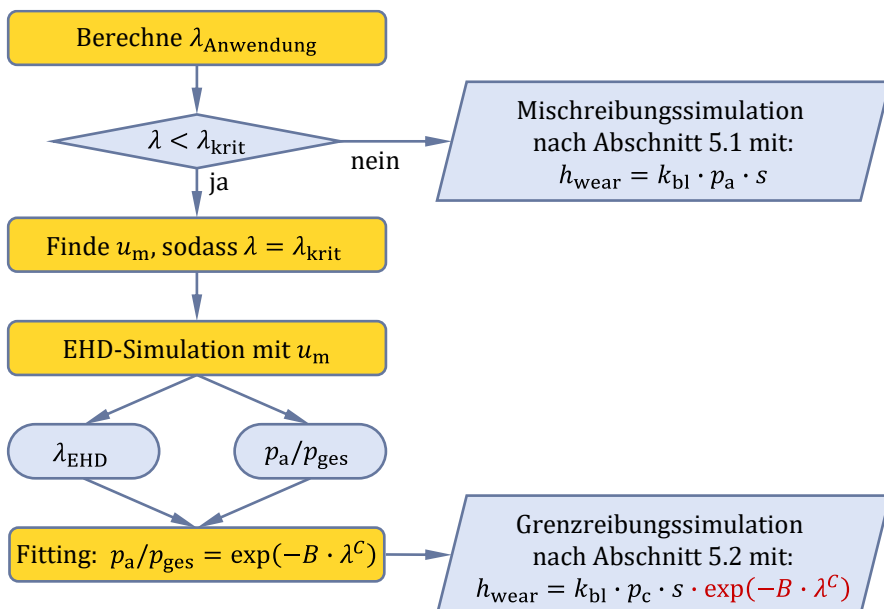 Berechne λ_Anwendung
λ < λ_krit
nein
ja
Mischreibungssimulation
nach Abschnitt 5.1 mit:
h_wear = k_bl · p_a · s
Finde u_m, sodass λ = λ_krit
EHD-Simulation mit u_m
λ_EHD
p_a/p_ges
Fitting: p_a/p_ges = exp(−B · λ^C)
Grenzreibungssimulation
nach Abschnitt 5.2 mit:
h_wear = k_bl · p_c · s · exp(−B · λ^C)